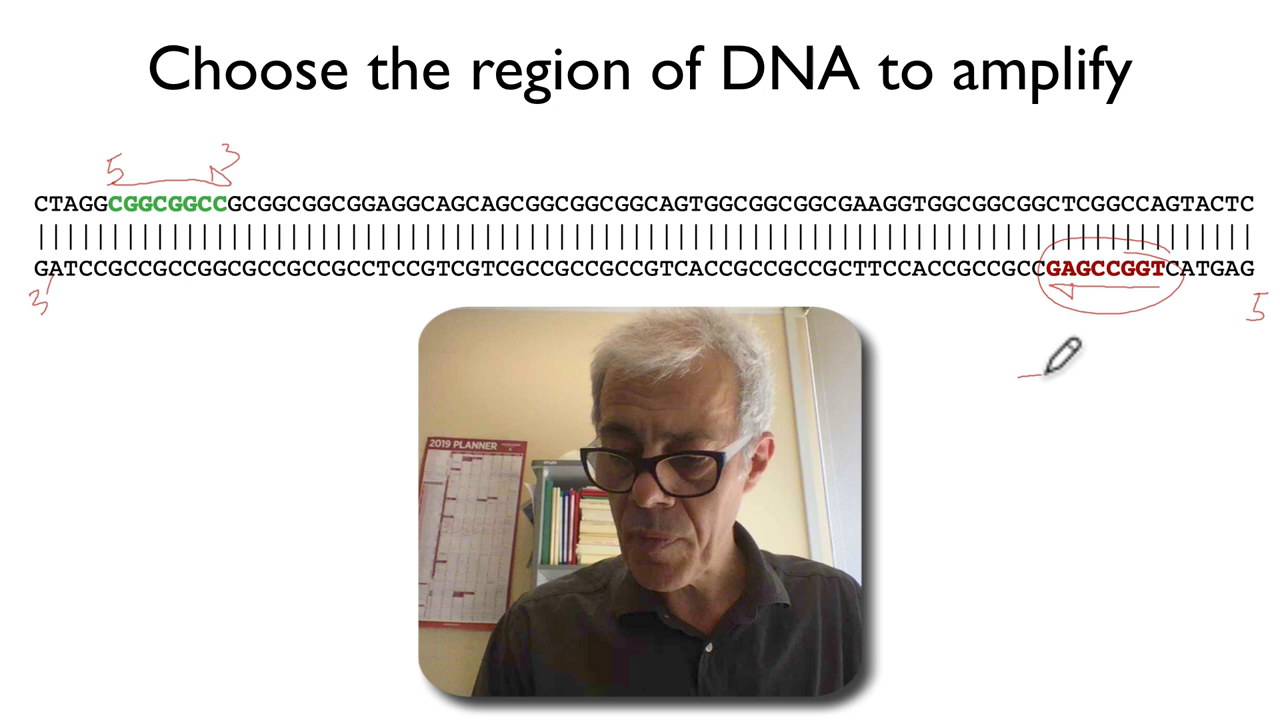 Choose the region of DNA to amplify
5 3
CTAGGCGGCGGCCGCGGCGGCGGAGGCAGCAGCGGCGGCGGCAGTGGCGGCGGCGAAGGTGGCGGCGGCTCGGCCAGTACTC
GATCCGCCGCCGGCGCCGCCGCCTCCGTCGTCGCCGCCGCCGTCACCGCCGCCGCTTCCACCGCCGCCGAGCCGGTCATGAG
3 5
2019 PLANNER